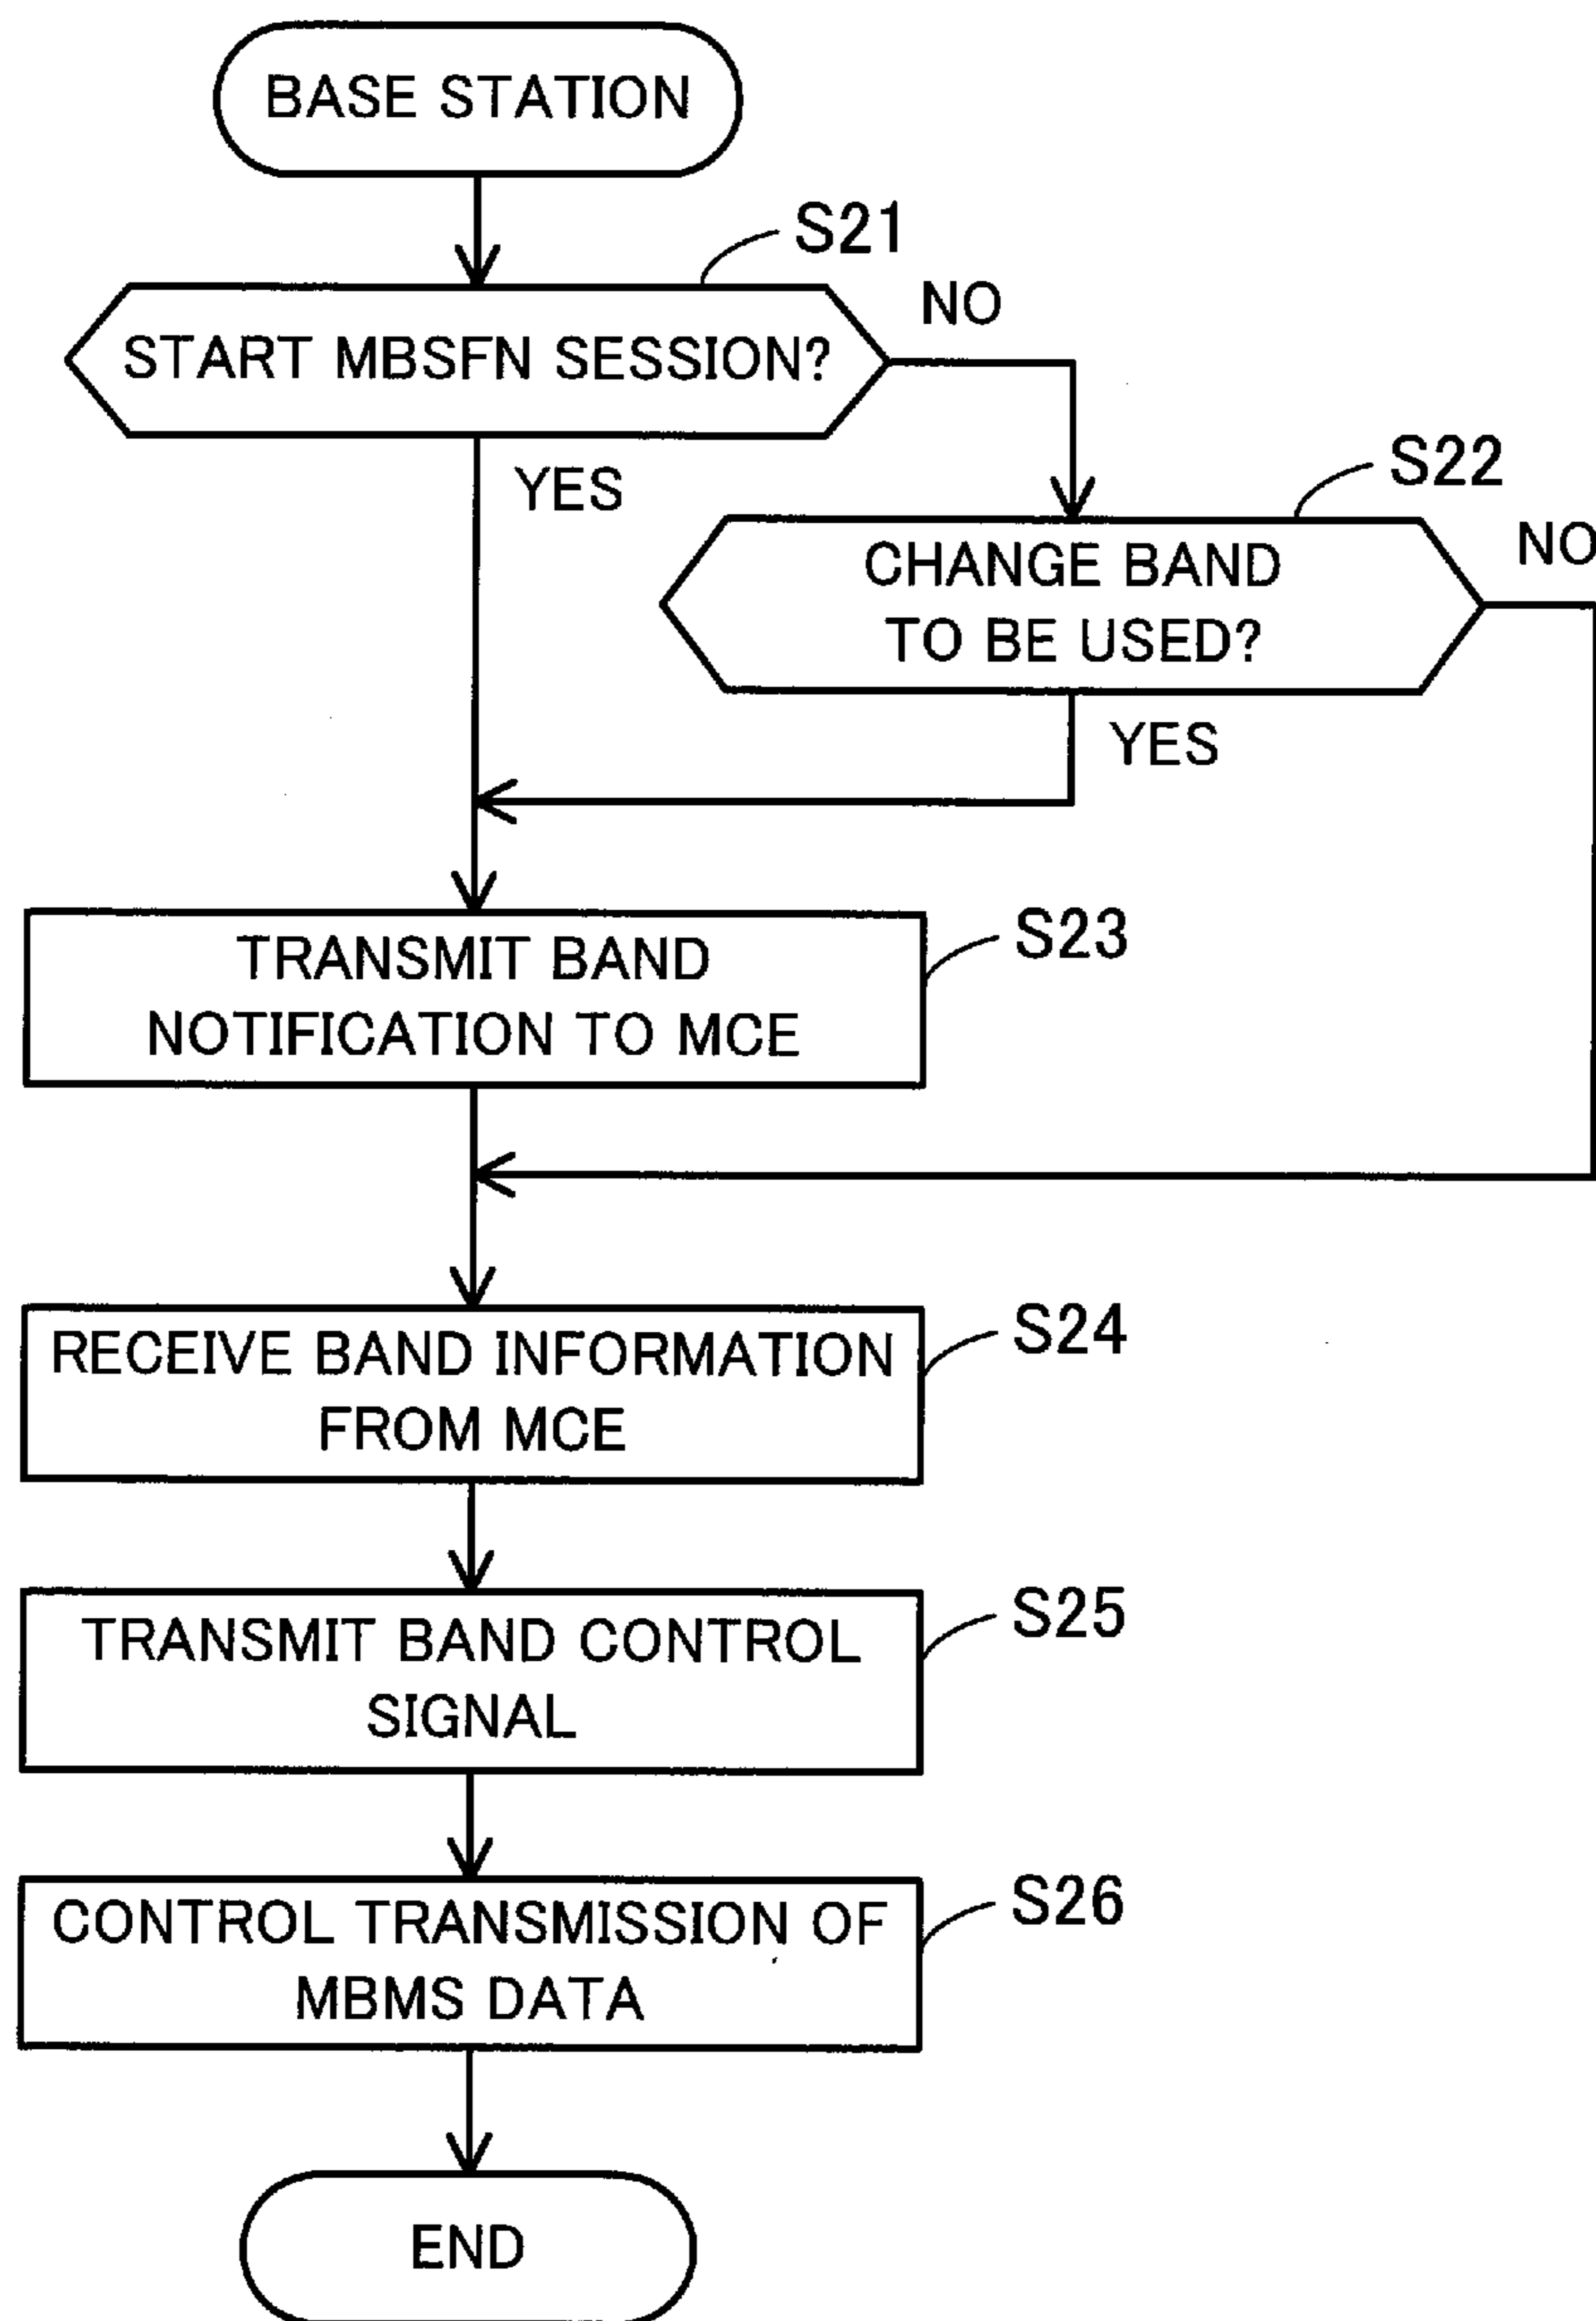 BASE STATION
S21
NO
START MBSFN SESSION?
YES
S22
NO
CHANGE BAND
TO BE USED?
YES
S23
TRANSMIT BAND
NOTIFICATION TO MCE
S24
RECEIVE BAND INFORMATION
FROM MCE
S25
TRANSMIT BAND CONTROL
SIGNAL
S26
CONTROL TRANSMISSION OF
MBMS DATA
END